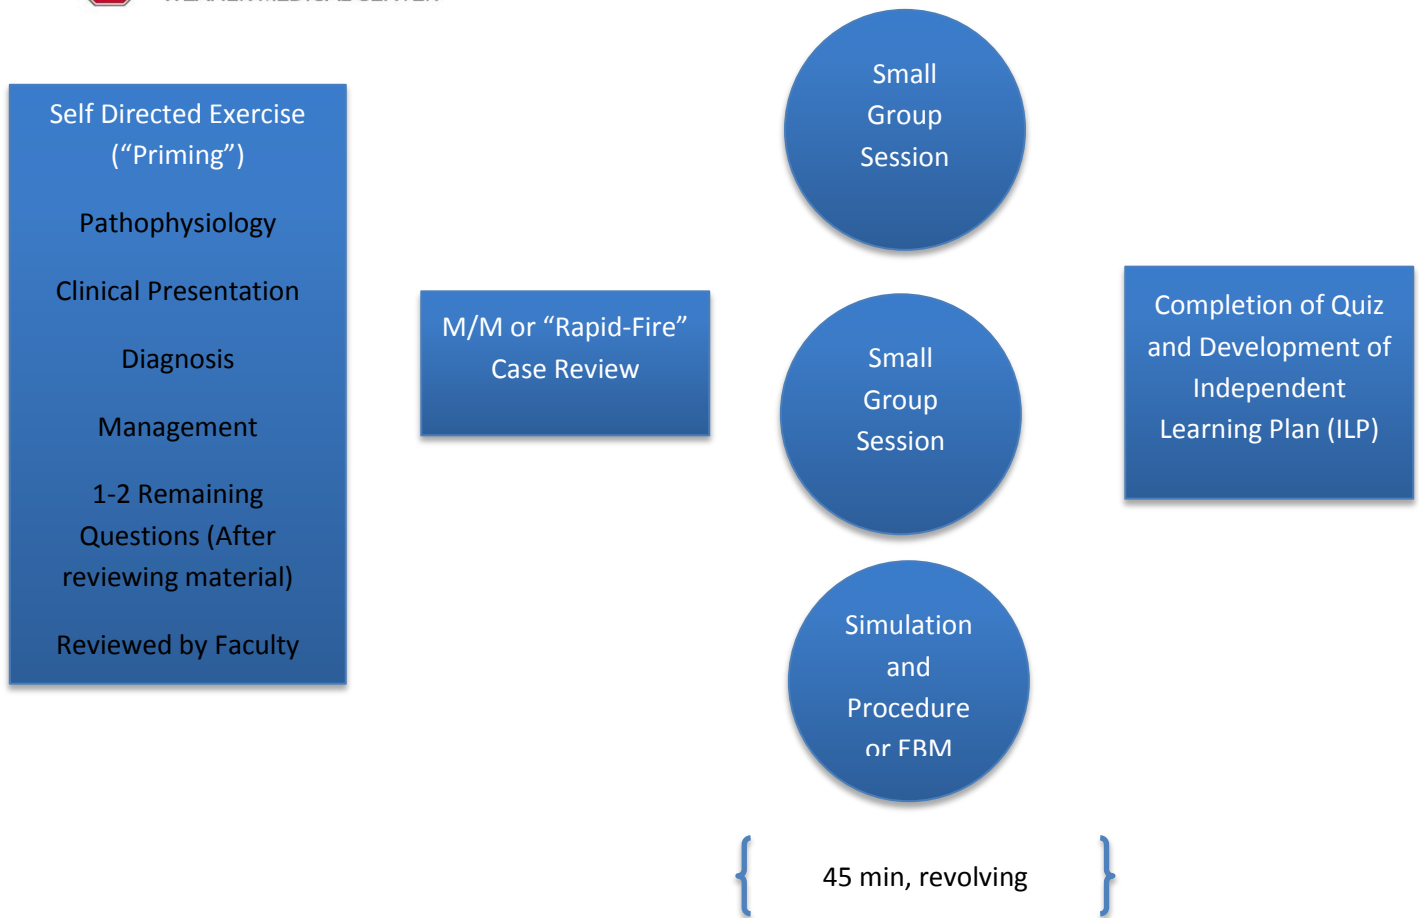 Self Directed Exercise
(“Priming”)
Pathophysiology
Clinical Presentation
Diagnosis
Management
1-2 Remaining
Questions (After
reviewing material)
Reviewed by Faculty
M/M or “Rapid-Fire”
Case Review
Small
Group
Session
Small
Group
Session
Simulation
and
Procedure
or EBM
45 min, revolving
Completion of Quiz
and Development of
Independent
Learning Plan (ILP)